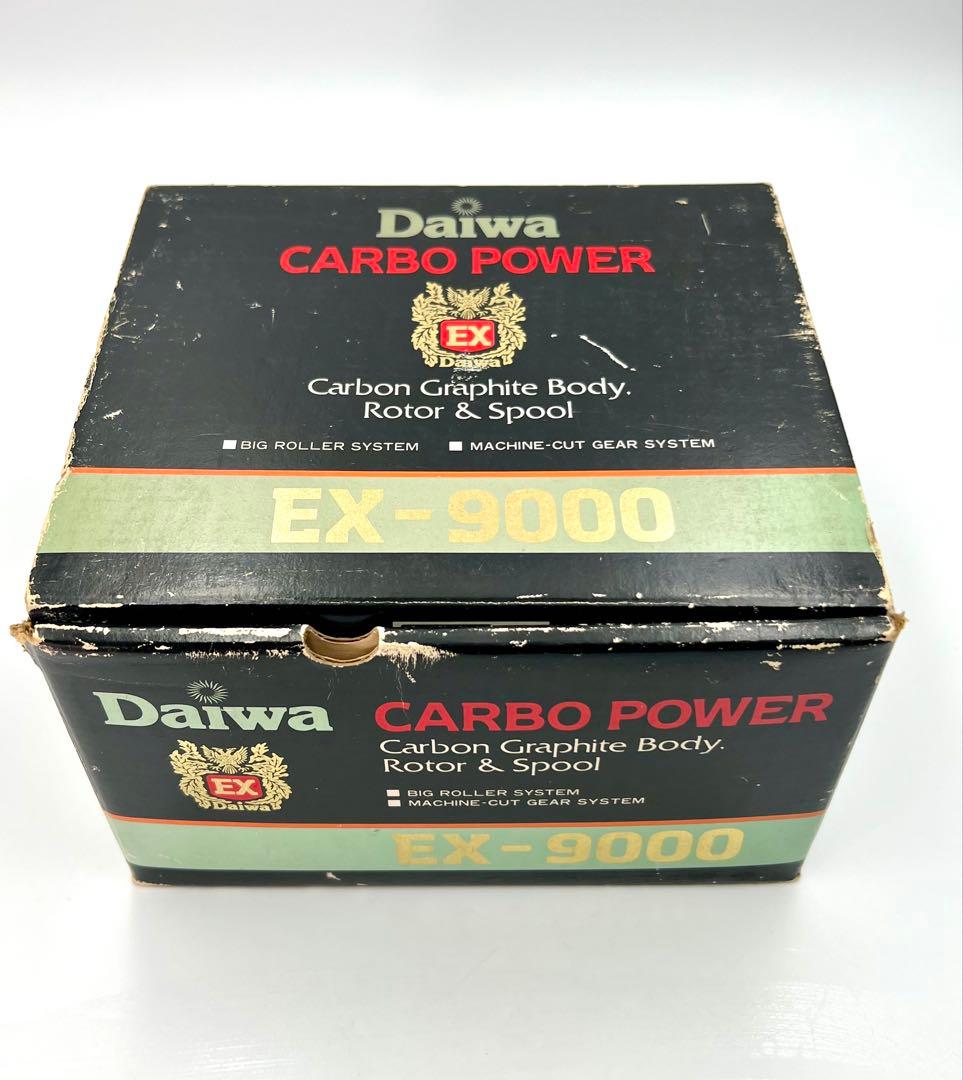 Daiwa
CARBO POWER
EX
Daiwa
Carbon Graphite Body.
Rotor & Spool
BIG ROLLER SYSTEM MACHINE-CUT GEAR SYSTEM
EX-9000
Daiwa
EX
Daiwa
CARBO POWER
Carbon Graphite Body.
Rotor & Spool
BIG ROLLER SYSTEM
MACHINE-CUT GEAR SYSTEM
EX-9000